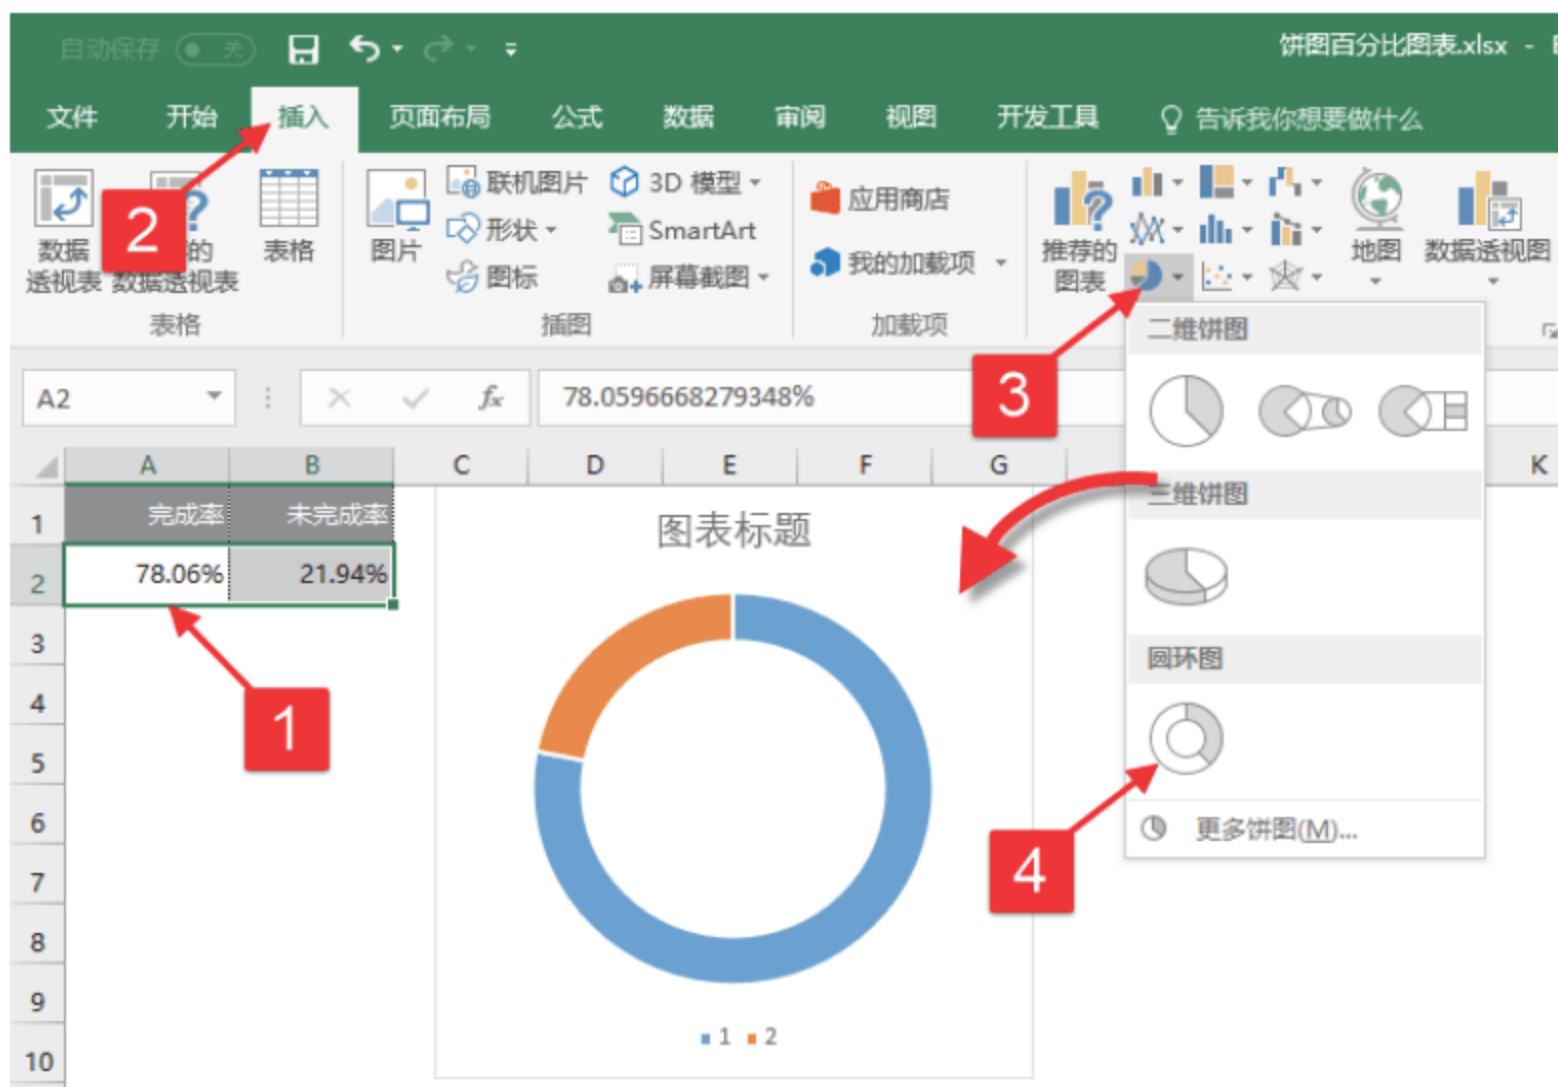 自动保存 关
饼图百分比图表.xlsx -
文件 开始 插入 页面布局 公式 数据 审阅 视图 开发工具 告诉我你想要做什么
联机图片 3D 模型
应用商店
形状 SmartArt
数据 的 表格 图片 推荐的 地图 数据透视图
透视表 数据透视表 图标 屏幕截图 我的加载项 图表
表格 插图 加载项
2
3
二维饼图
A2 fx 78.0596668279348%
A B C D E F G K
三维饼图
1 完成率 未完成率
图表标题
2 78.06% 21.94%
3
圆环图
4
1
5
6
更多饼图(M)...
4
7
8
9
1 2
10